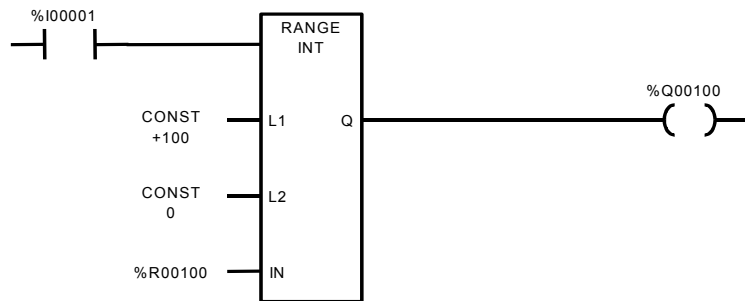 %I00001
RANGE
INT
%Q00100
CONST
+100
L1
Q
CONST
0
L2
%R00100
IN